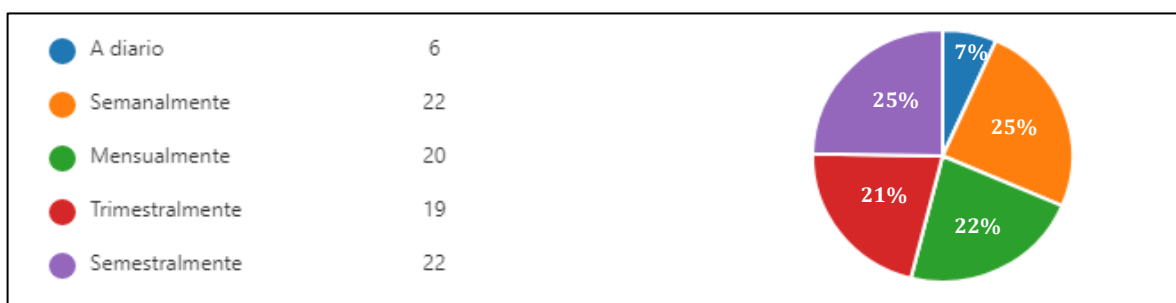 A diario 6
Semanalmente 22
Mensualmente 20
Trimestralmente 19
Semestralmente 22
7%
25%
25%
21%
22%